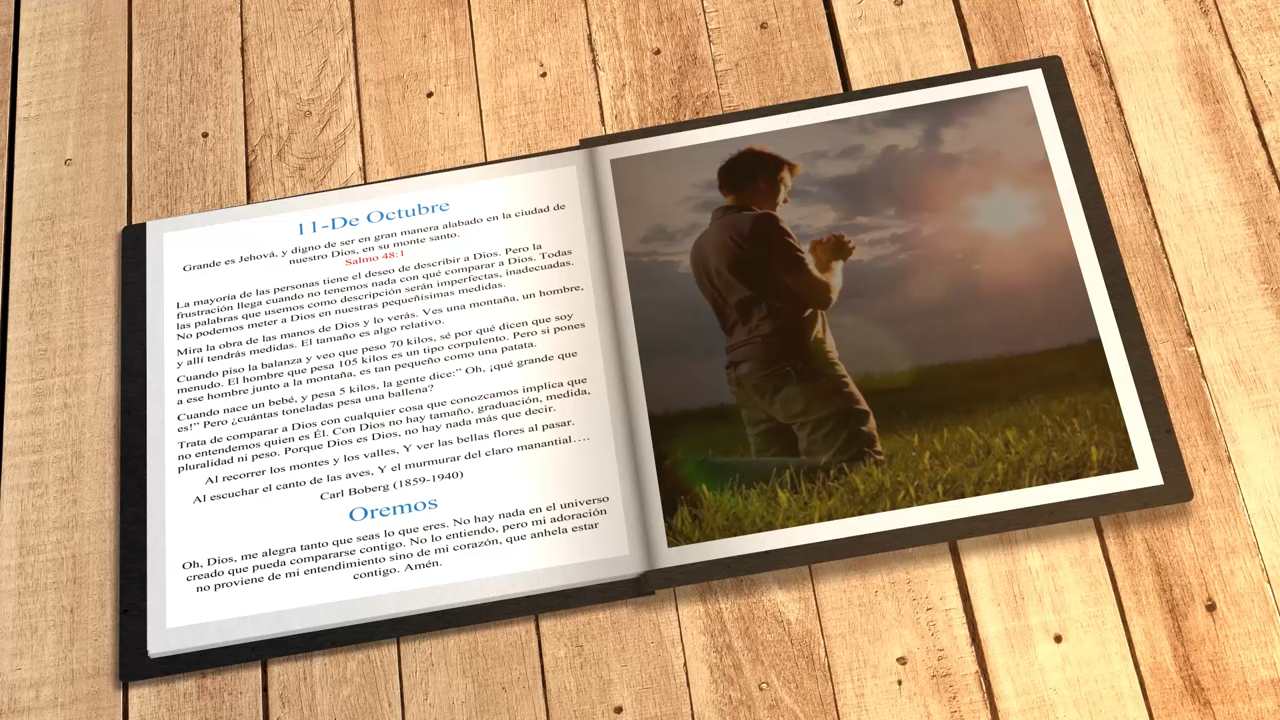 11-De Octubre
Grande es Jehová, y digno de ser en gran manera alabado en la ciudad de
nuestro Dios, en su monte santo.
Salmo 48:1
La mayoría de las personas tiene el deseo de describir a Dios. Pero la
frustración llega cuando no tenemos nada con qué comparar a Dios. Todas
las palabras que usemos como descripción serán imperfectas, inadecuadas.
No podemos meter a Dios en nuestras pequeñísimas medidas.
Mira la obra de las manos de Dios y lo verás. Ves una montaña, un hombre,
y allí tendrás medidas. El tamaño es algo relativo.
Cuando piso la balanza y veo que peso 70 kilos, sé por qué dicen que soy
menudo. El hombre que pesa 105 kilos es un tipo corpulento. Pero si pones
a ese hombre junto a la montaña, es tan pequeño como una patata.
Cuando nace un bebé, y pesa 5 kilos, la gente dice:” Oh, ¡qué grande que
es!” Pero ¿cuántas toneladas pesa una ballena?
Trata de comparar a Dios con cualquier cosa que conozcamos implica que
no entendemos quien es Él. Con Dios no hay tamaño, graduación, medida,
pluralidad ni peso. Porque Dios es Dios, no hay nada más que decir.
Al recorrer los montes y los valles, Y ver las bellas flores al pasar.
Al escuchar el canto de las aves, Y el murmurar del claro manantial….
Carl Boberg (1859-1940)
Oremos
Oh, Dios, me alegra tanto que seas lo que eres. No hay nada en el universo
creado que pueda compararse contigo. No lo entiendo, pero mi adoración
no proviene de mi entendimiento sino de mi corazón, que anhela estar
contigo. Amén.